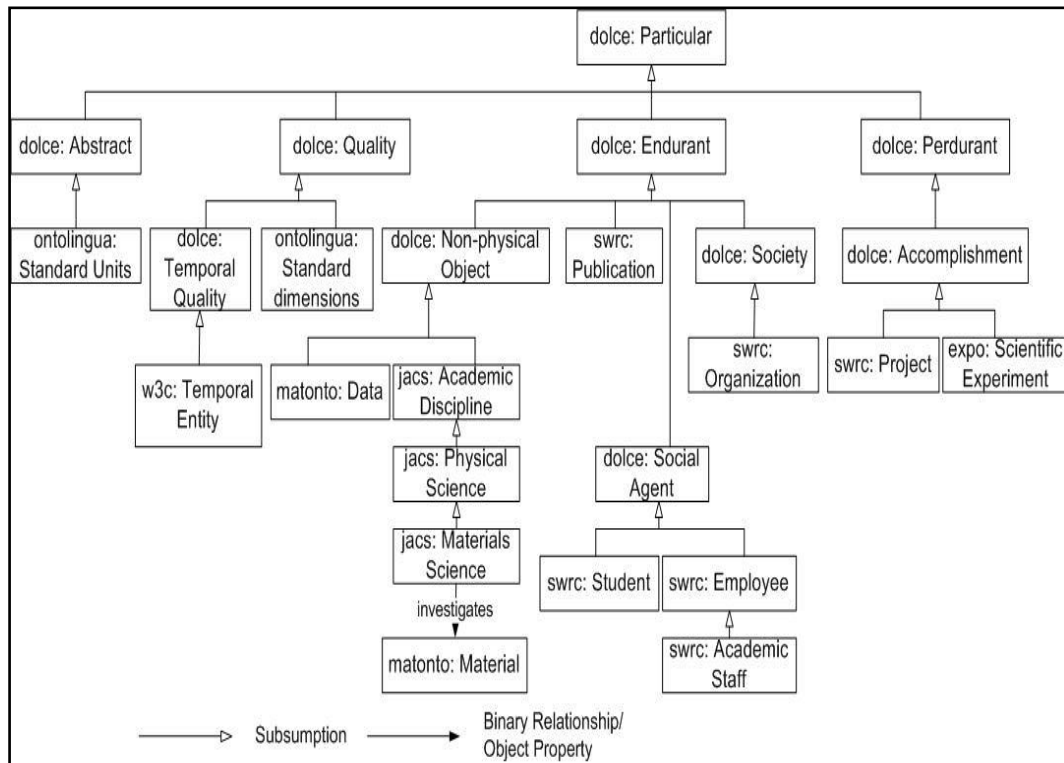 dolce: Particular
dolce: Abstract
dolce: Quality
dolce: Endurant
dolce: Perdurant
ontolingua:
Standard Units
dolce:
Temporal
Quality
ontolingua:
Standard
dimensions
dolce: Non-physical
Object
swrc:
Publication
dolce: Society
dolce: Accomplishment
w3c: Temporal
Entity
matonto: Data
jacs: Academic
Discipline
swrc:
Organization
swrc: Project
expo: Scientific
Experiment
jacs: Physical
Science
dolce: Social
Agent
jacs: Materials
Science
swrc: Student
swrc: Employee
investigates
matonto: Material
swrc: Academic
Staff
Subsumption
Binary Relationship/
Object Property